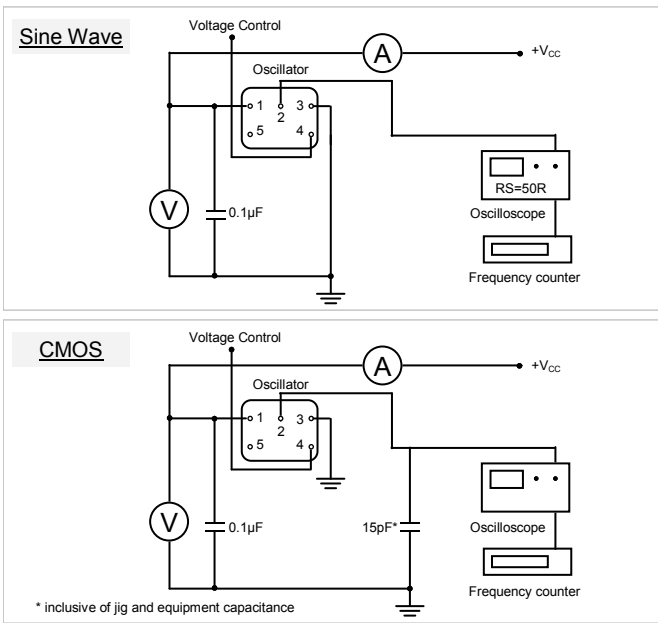 Sine Wave
Voltage Control
A
+VCC
Oscillator
1
2
3
5
4
V
0.1µF
RS=50R
Oscilloscope
Frequency counter
CMOS
Voltage Control
A
+VCC
Oscillator
1
2
3
5
4
V
0.1µF
15pF*
Oscilloscope
Frequency counter
* inclusive of jig and equipment capacitance